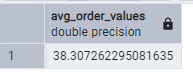 avg_order_values
double precision
1 38.307262295081635